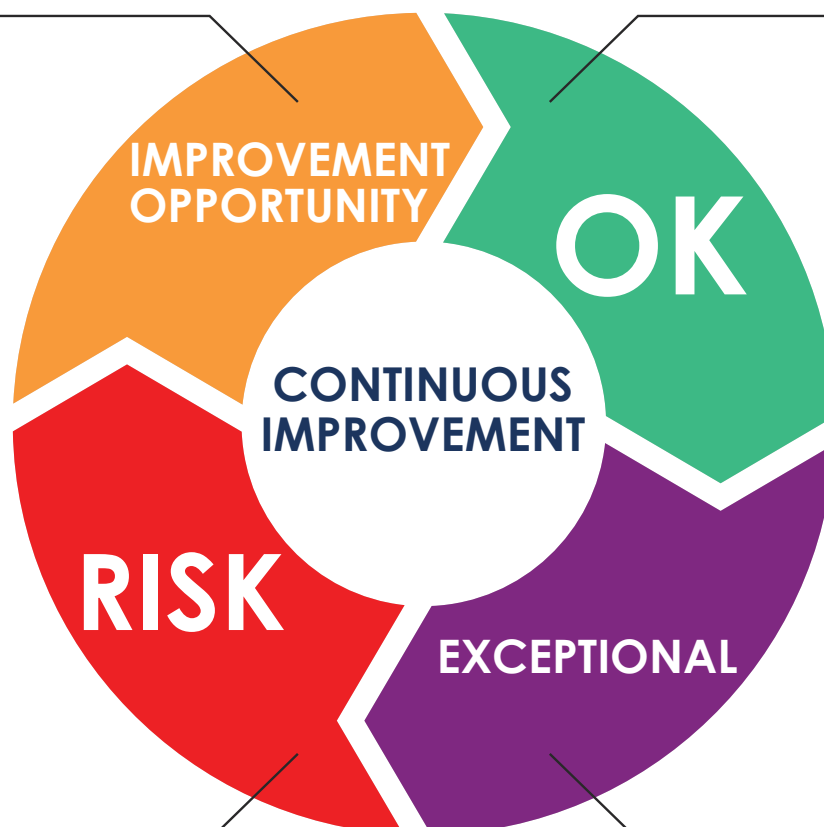 IMPROVEMENT
OPPORTUNITY
OK
CONTINUOUS
IMPROVEMENT
RISK
EXCEPTIONAL